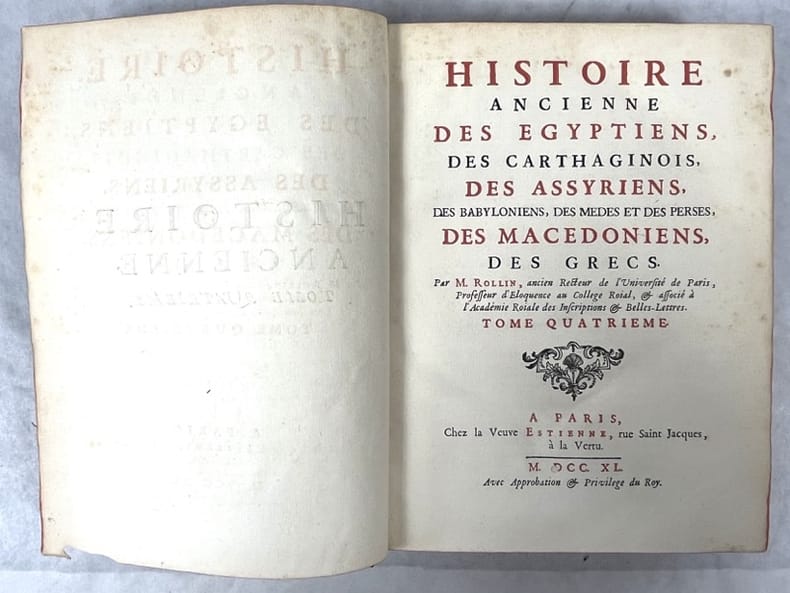 HISTOIRE
ANCIENNE
DES EGYPTIENS,
DES CARTHAGINOIS,
DES ASSYRIENS,
DES BABYLONIENS, DES MEDES ET DES PERSES,
DES MACEDONIENS,
DES GRECS.
Par M. ROLLIN, ancien Recteur de l'Université de Paris,
Professeur d'Eloquence au College Roial, & associé à
l'Académie Roiale des Inscriptions & Belles-Lettres.
TOME QUATRIEME.
A PARIS,
Chez la Veuve ESTIENNE, rue Saint Jacques,
à la Vertu.
M. DCC. XL.
Avec Approbation & Privilege du Roy.